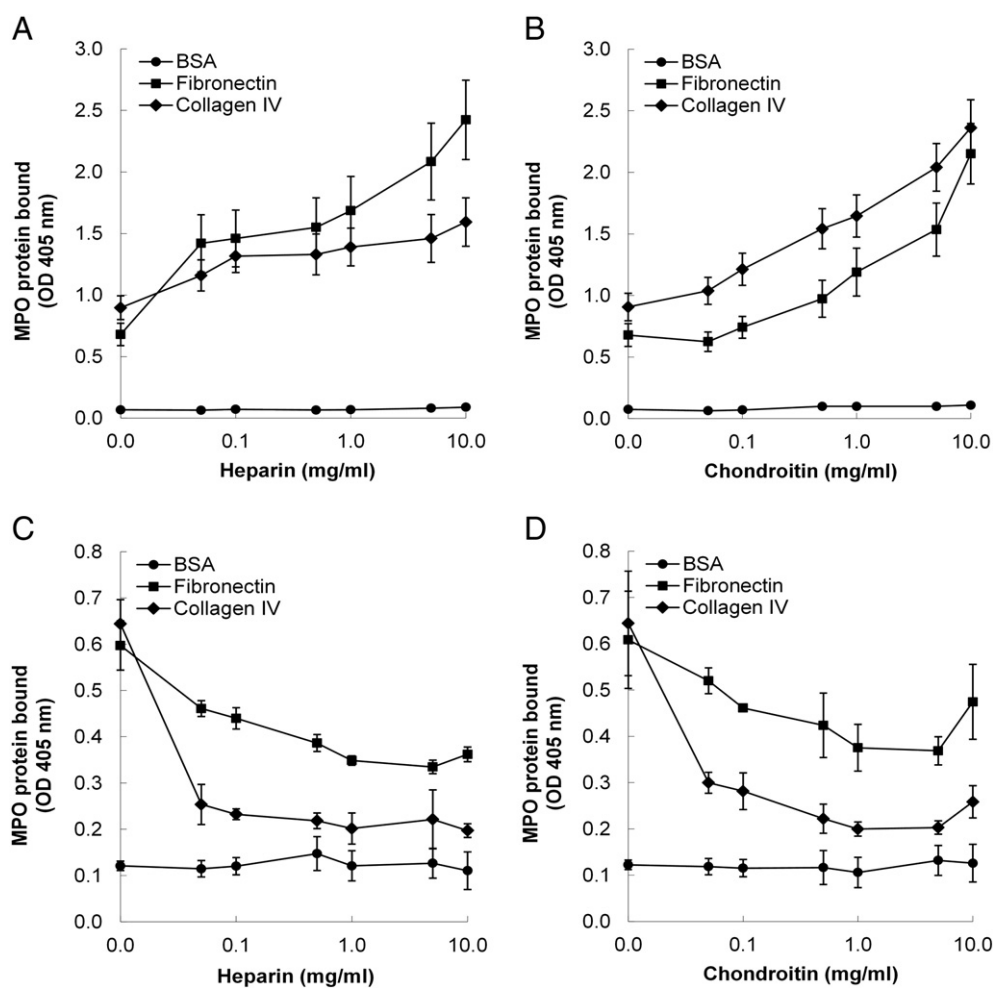 A
BSA
Fibronectin
Collagen IV
MPO protein bound
(OD 405 nm)
3.0
2.5
2.0
1.5
1.0
0.5
0.0
0.0 0.1 1.0 10.0
Heparin (mg/ml)
B
BSA
Fibronectin
Collagen IV
MPO protein bound
(OD 405 nm)
3.0
2.5
2.0
1.5
1.0
0.5
0.0
0.0 0.1 1.0 10.0
Chondroitin (mg/ml)
C
BSA
Fibronectin
Collagen IV
MPO protein bound
(OD 405 nm)
0.8
0.7
0.6
0.5
0.4
0.3
0.2
0.1
0.0
0.0 0.1 1.0 10.0
Heparin (mg/ml)
D
BSA
Fibronectin
Collagen IV
MPO protein bound
(OD 405 nm)
0.8
0.7
0.6
0.5
0.4
0.3
0.2
0.1
0.0
0.0 0.1 1.0 10.0
Chondroitin (mg/ml)